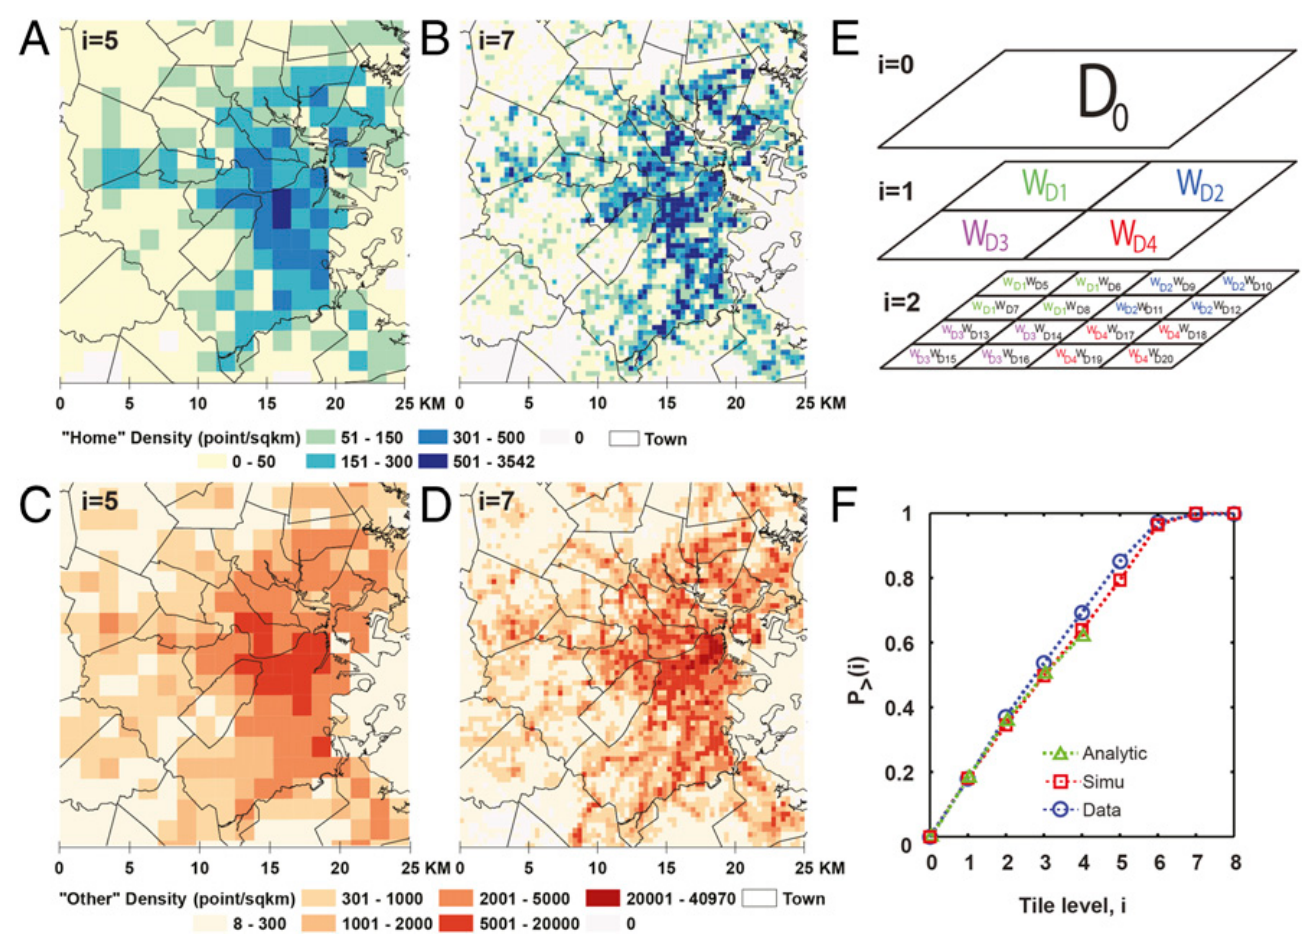 A
i=5
0 5 10 15 20 25 KM
B
i=7
0 5 10 15 20 25 KM
"Home" Density (point/sqkm)
51 - 150
301 - 500
0
Town
0 - 50
151 - 300
501 - 3542
C
i=5
0 5 10 15 20 25 KM
D
i=7
0 5 10 15 20 25 KM
"Other" Density (point/sqkm)
301 - 1000
2001 - 5000
20001 - 40970
Town
8 - 300
1001 - 2000
5001 - 20000
0
E
i=0
D0
i=1
WD1 WD2
WD3 WD4
i=2
WD1WD5 WD1WD6 WD2WD9 WD2WD10
WD1WD7 WD1WD8 WD2WD11 WD2WD12
WD3WD13 WD3WD14 WD4WD17 WD4WD18
WD3WD15 WD3WD16 WD4WD19 WD4WD20
F
P>(i)
1
0.8
0.6
0.4
0.2
0
Analytic
Simu
Data
0 1 2 3 4 5 6 7 8
Tile level, i